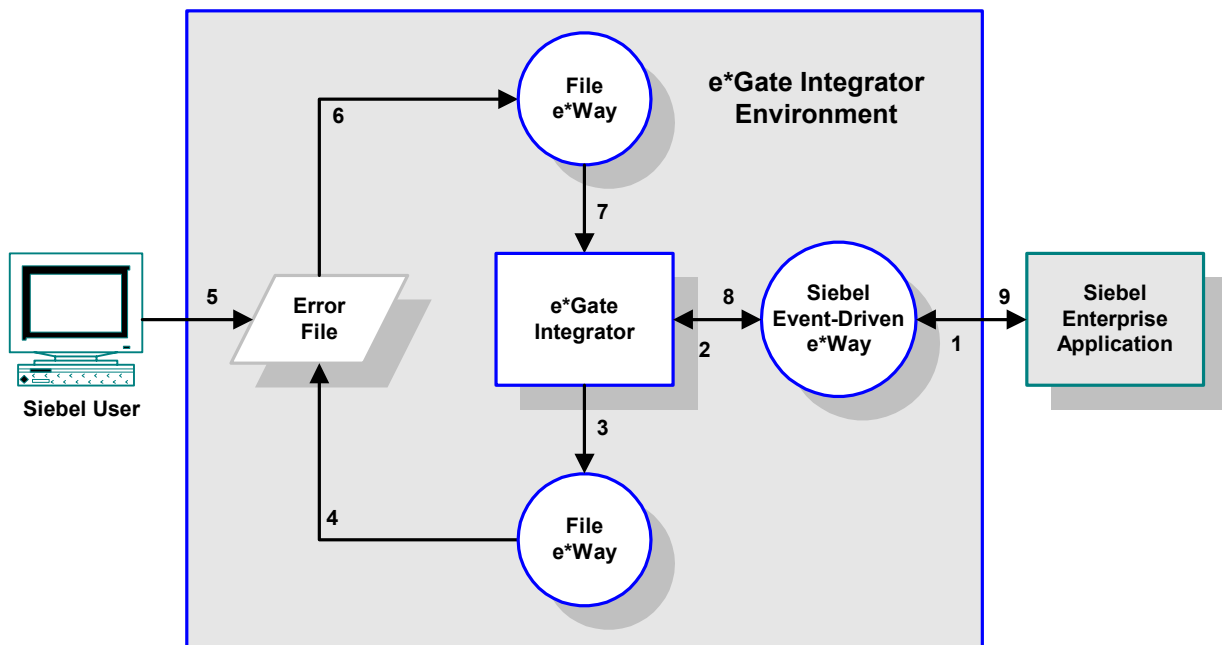 File
e*Way
e*Gate Integrator
Environment
6
7
5
Error
File
e*Gate
Integrator
8
2
Siebel
Event-Driven
e*Way
9
1
Siebel
Enterprise
Application
Siebel User
3
4
File
e*Way